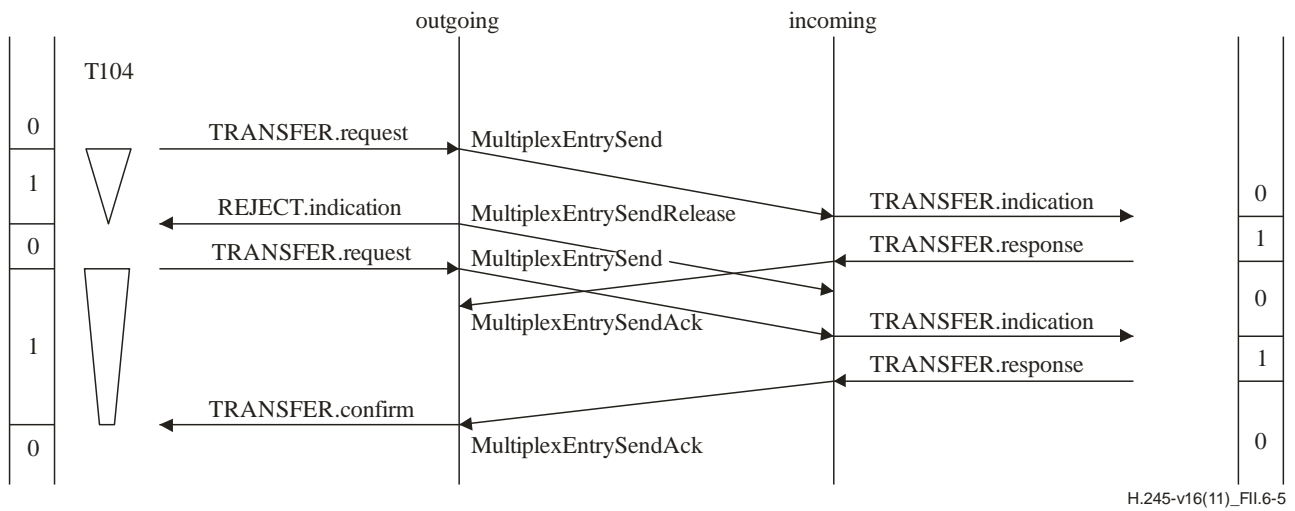 outgoing incoming
T104
0 TRANSFER.request MultiplexEntrySend
1 TRANSFER.indication 0
REJECT.indication MultiplexEntrySendRelease
0 TRANSFER.request MultiplexEntrySend TRANSFER.response 1
0
MultiplexEntrySendAck TRANSFER.indication
1 TRANSFER.response 1
TRANSFER.confirm
0 MultiplexEntrySendAck 0
H.245-v16(11)_FII.6-5